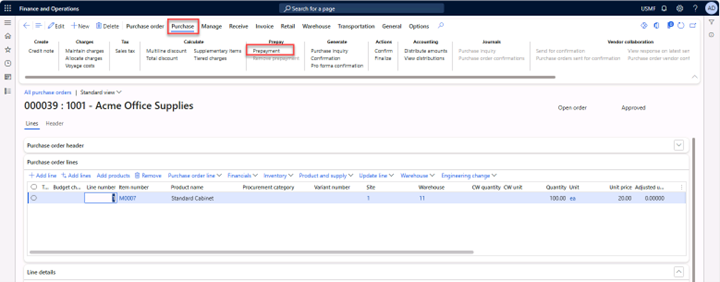 Finance and Operations
Search for a page
USMF
AD
Edit
New
Delete
Purchase order
Purchase
Manage
Receive
Invoice
Retail
Warehouse
Transportation
General
Options
Create
Charges
Tax
Calculate
Prepay
Generate
Actions
Accounting
Journals
Vendor collaboration
Credit note
Maintain charges
Sales tax
Multiline discount
Supplementary items
Prepayment
Purchase inquiry
Confirm
Distribute amounts
Purchase inquiry
Send for confirmation
View response on latest ver
Allocate charges
Total discount
Tiered charges
Remove prepayment
Confirmation
Finalize
View distributions
Purchase order confirmations
Purchase orders sent for confirmation
Purchase order vendor conf
Voyage costs
Pro-forma confirmation
All purchase orders | Standard view
000039 : 1001 - Acme Office Supplies
Open order
Approved
Lines
Header
Purchase order header
Purchase order lines
Add line
Add lines
Add products
Remove
Purchase order line
Financials
Inventory
Product and supply
Update line
Warehouse
Engineering change
T...
Budget ch...
Line number
Item number
Product name
Procurement category
Variant number
Site
Warehouse
CW quantity
CW unit
Quantity
Unit
Unit price
Adjusted u...
M0007
Standard Cabinet
1
11
100.00
ea
20.00
0.00000
Line details